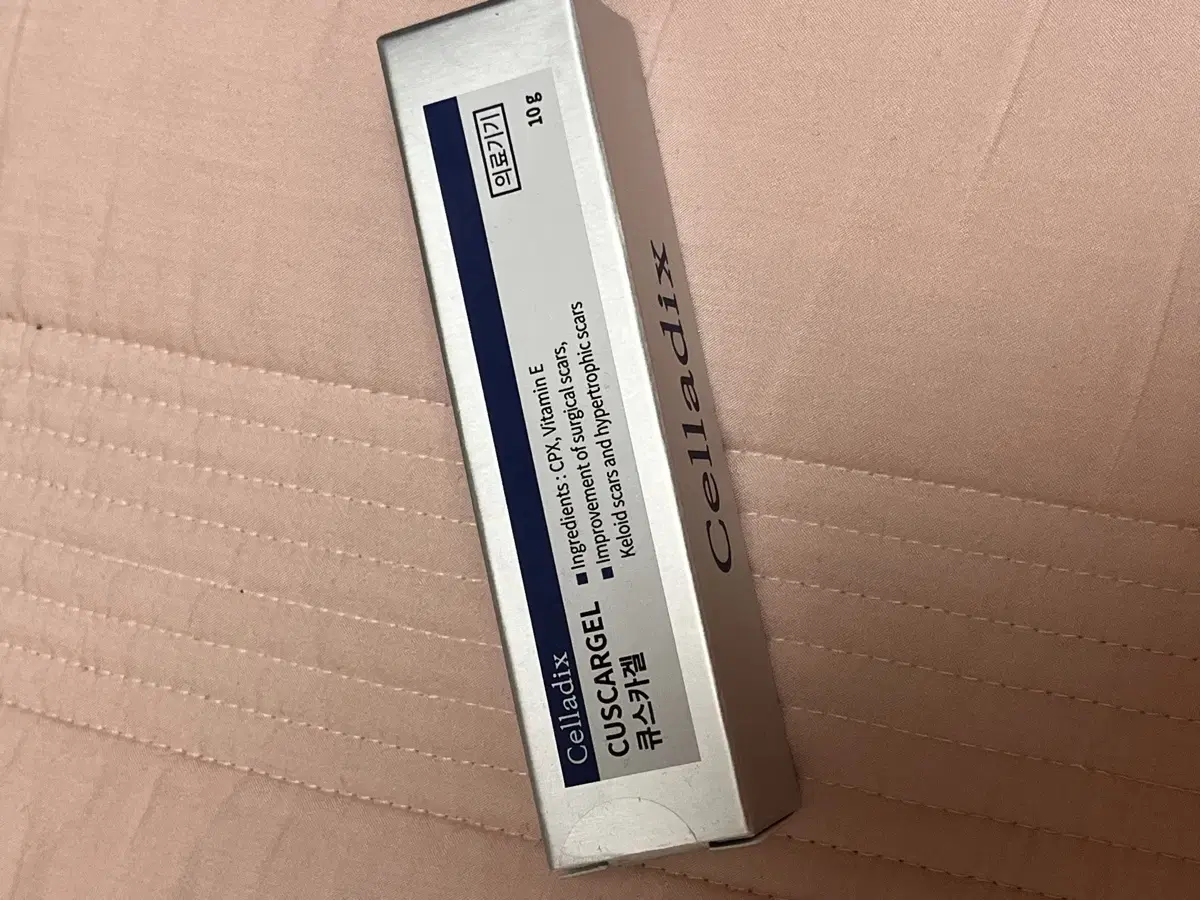 Celladix
CUSCARGEL
큐스카겔
■ Ingredients : CPX, Vitamin E
■ Improvement of surgical scars,
Keloid scars and hypertrophic scars
의료기기
10 g
Celladix